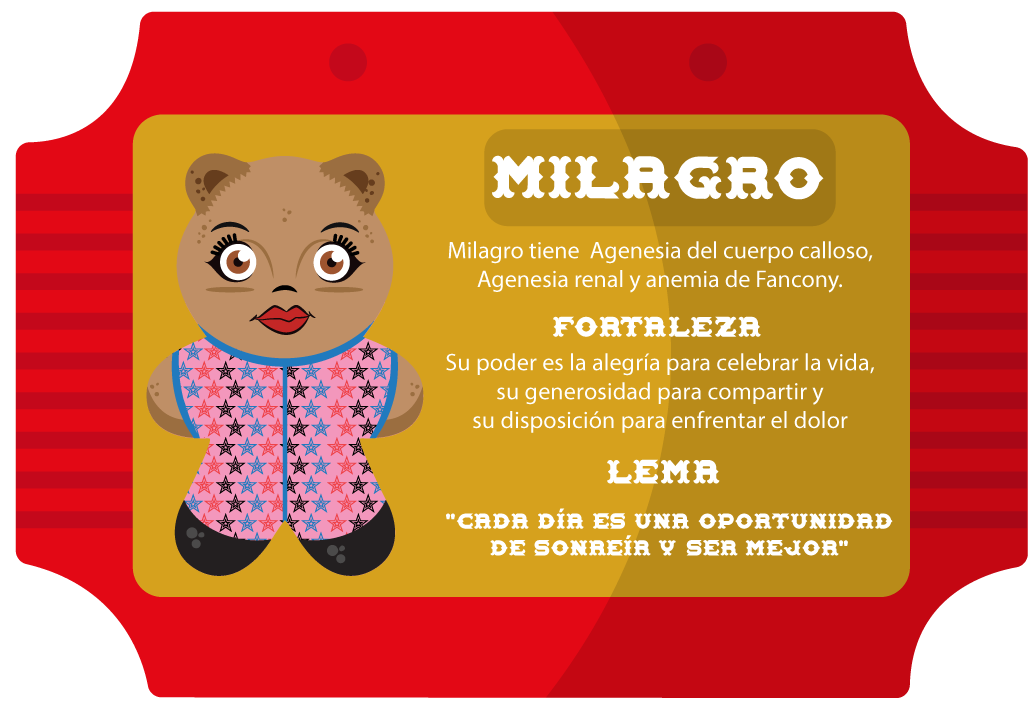 MILAGRO
Milagro tiene Agenesia del cuerpo calloso,
Agenesia renal y anemia de Fancony.
FORTALEZA
Su poder es la alegría para celebrar la vida,
su generosidad para compartir y
su disposición para enfrentar el dolor
LEMA
"CADA DÍA ES UNA OPORTUNIDAD
DE SONREÍR Y SER MEJOR"